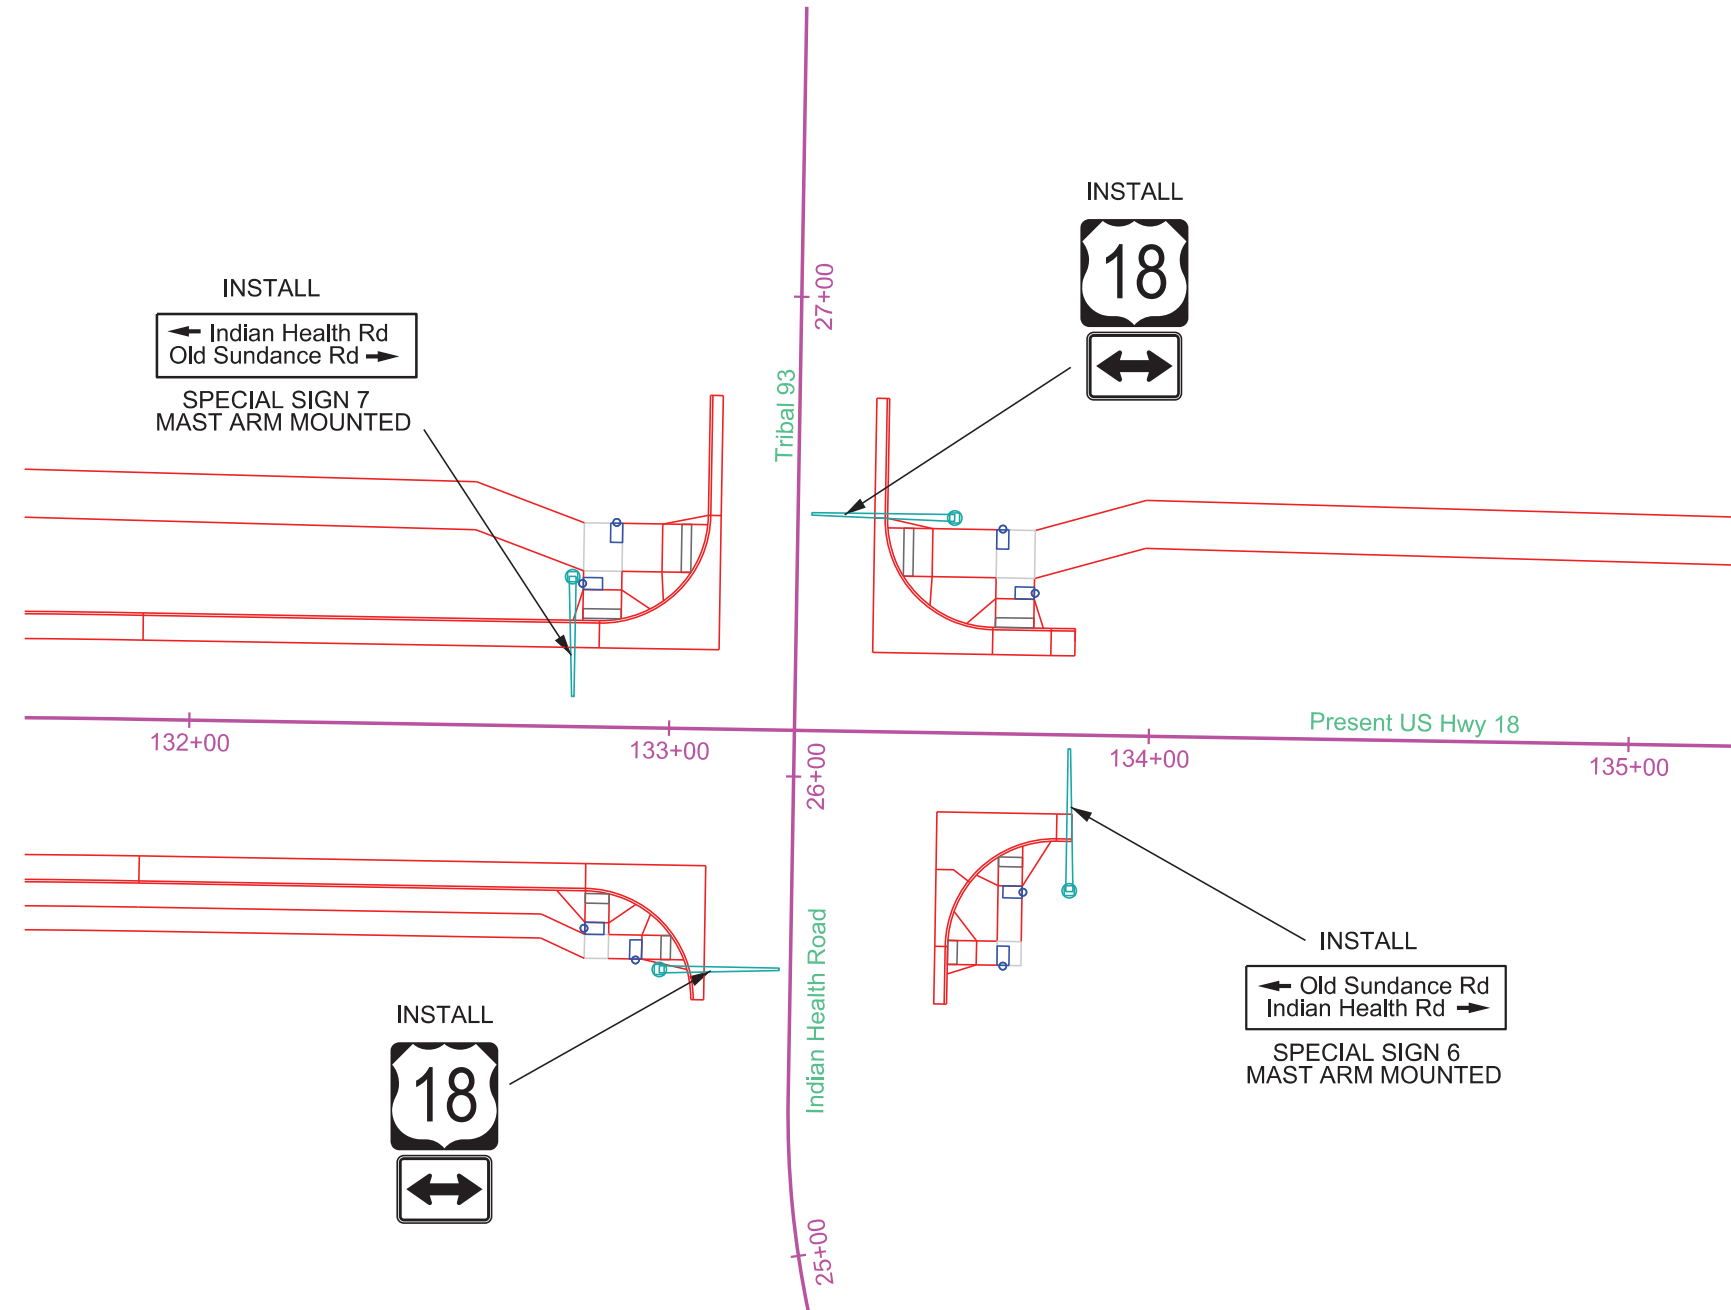 INSTALL
18
INSTALL
← Indian Health Rd
Old Sundance Rd →
SPECIAL SIGN 7
MAST ARM MOUNTED
27+00
Tribal 93
Present US Hwy 18
132+00
133+00
134+00
135+00
26+00
Indian Health Road
INSTALL
← Old Sundance Rd
Indian Health Rd →
SPECIAL SIGN 6
MAST ARM MOUNTED
INSTALL
18
25+00